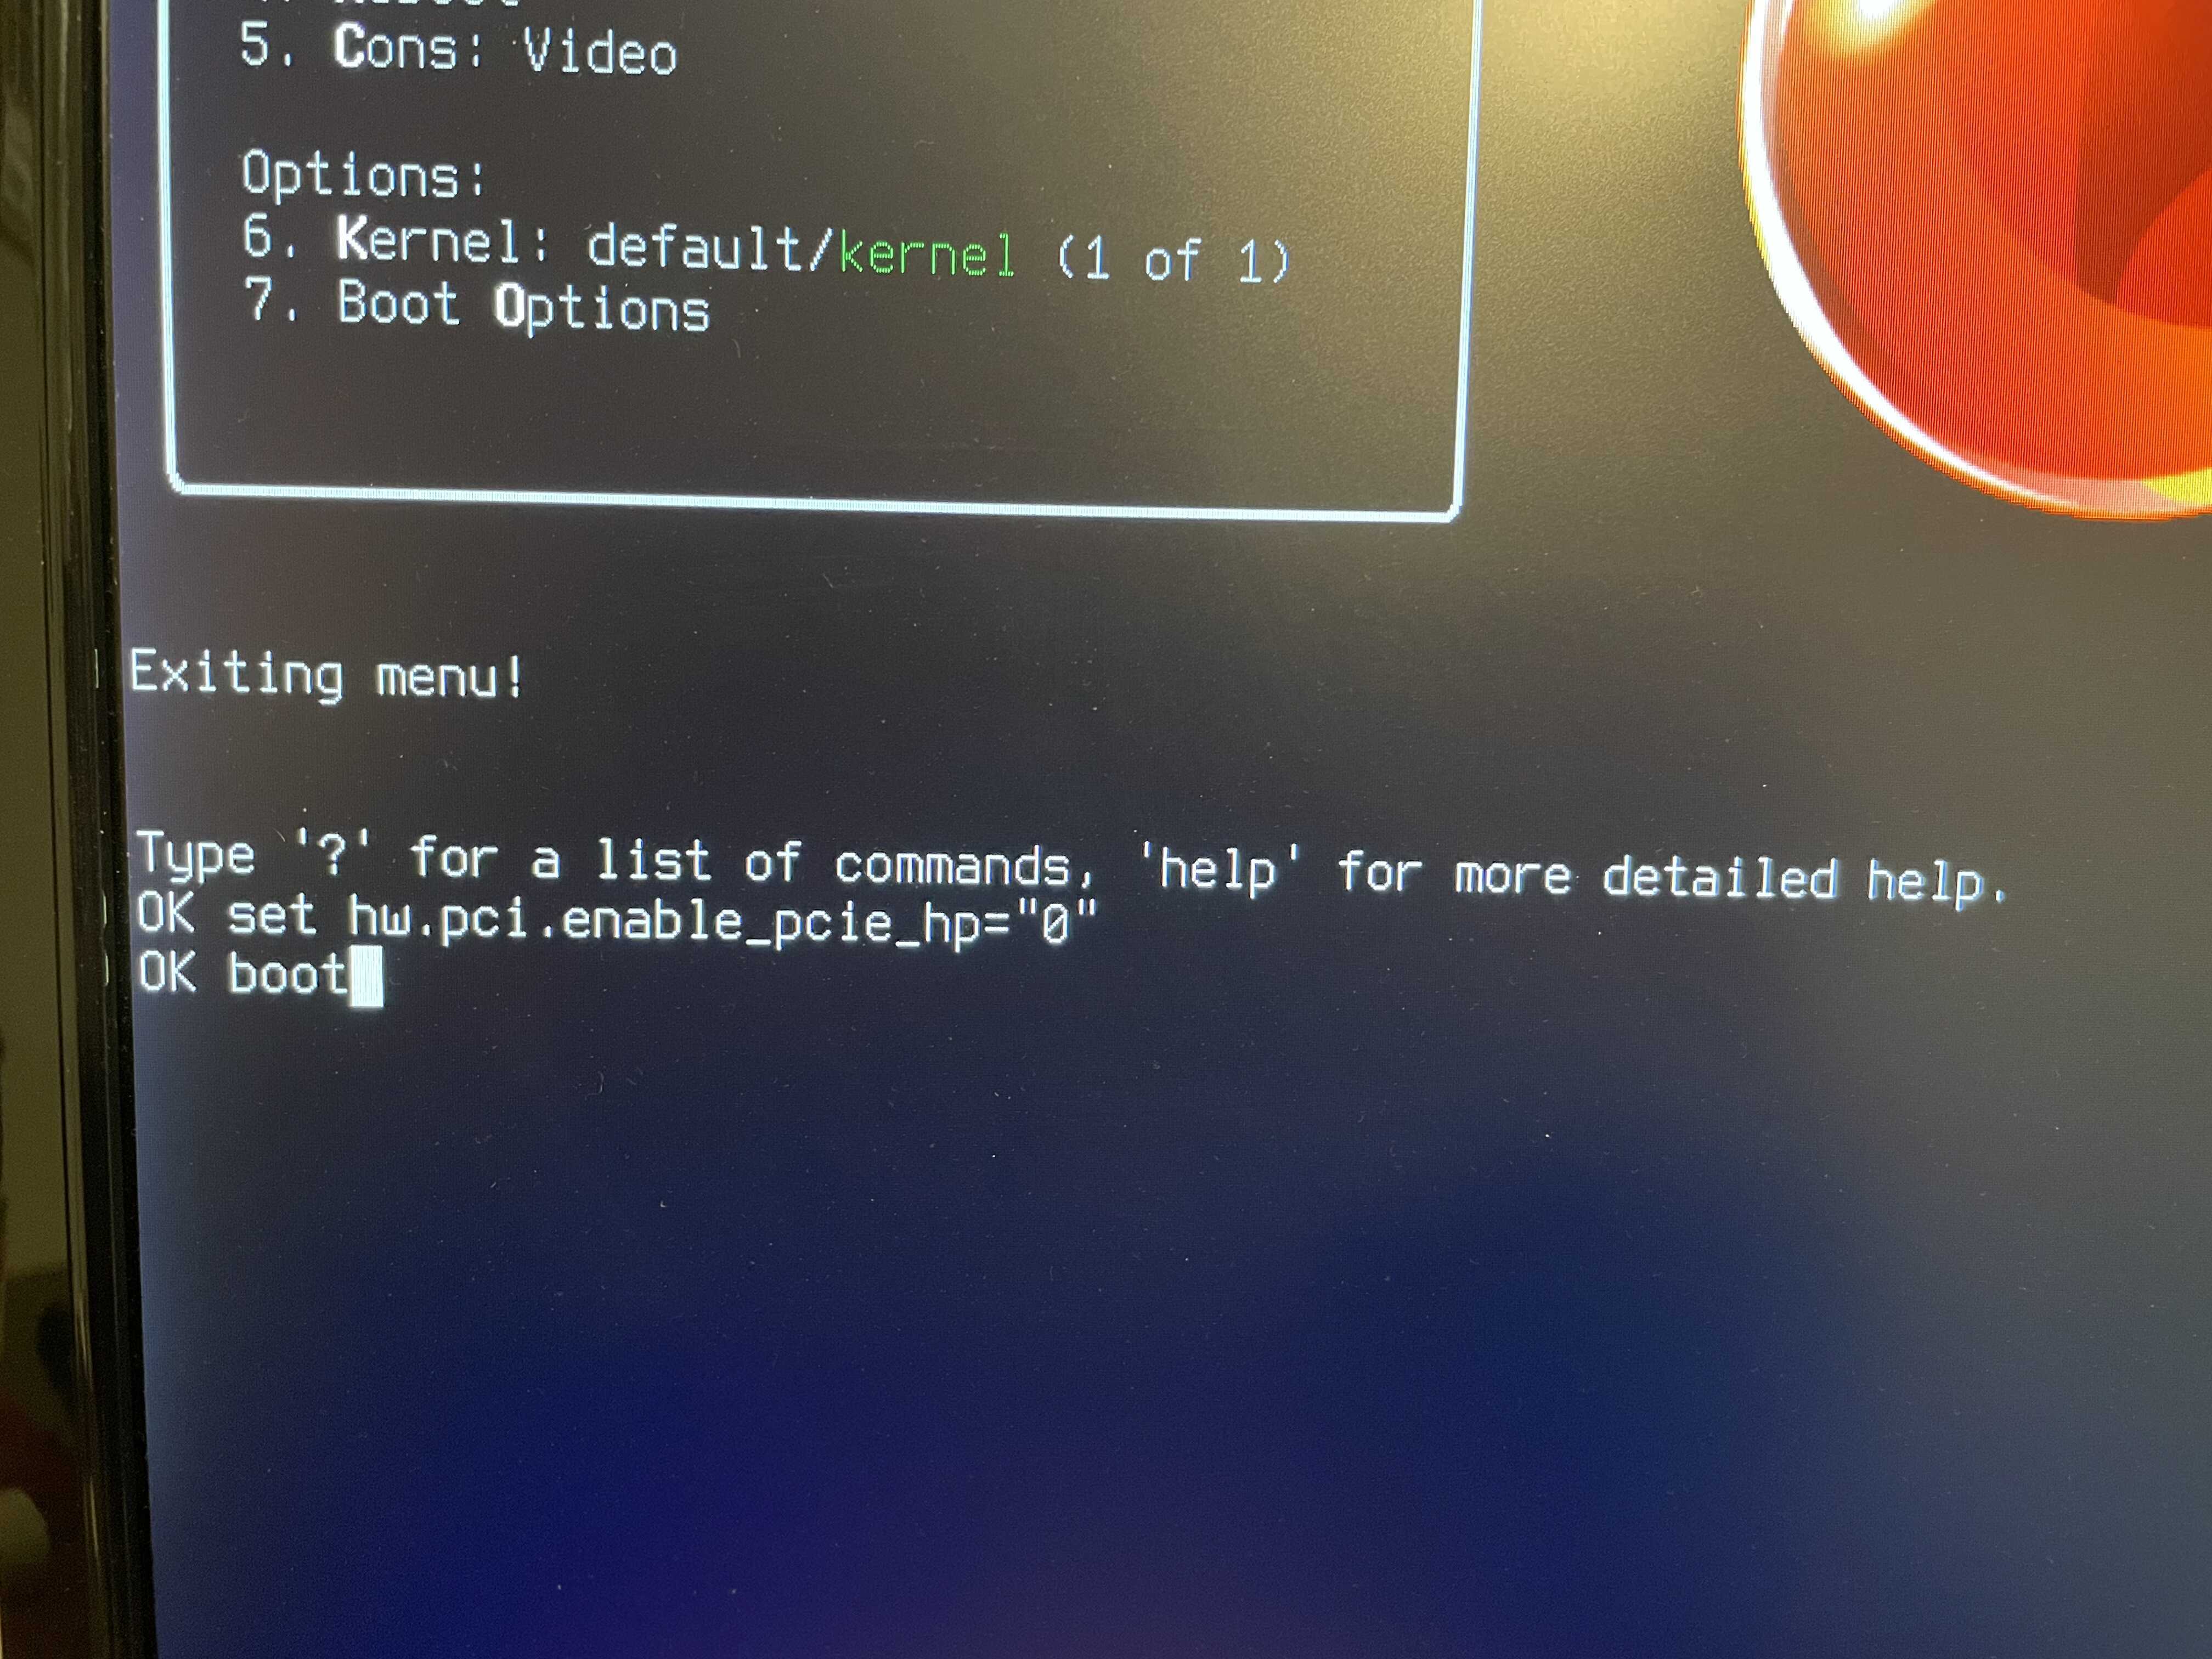 5. Cons: Video
Options:
6. Kernel: default/kernel (1 of 1)
7. Boot Options
Exiting menu!
Type '?' for a list of commands, 'help' for more detailed help.
OK set hw.pci.enable_pcie_hp="0"
OK boot